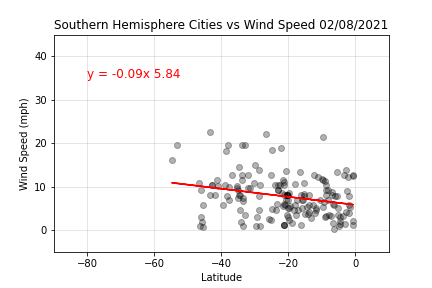 Southern Hemisphere Cities vs Wind Speed 02/08/2021
40
y = -0.09x 5.84
30
Wind Speed (mph)
20
10
0
−80 −60 −40 −20 0
Latitude